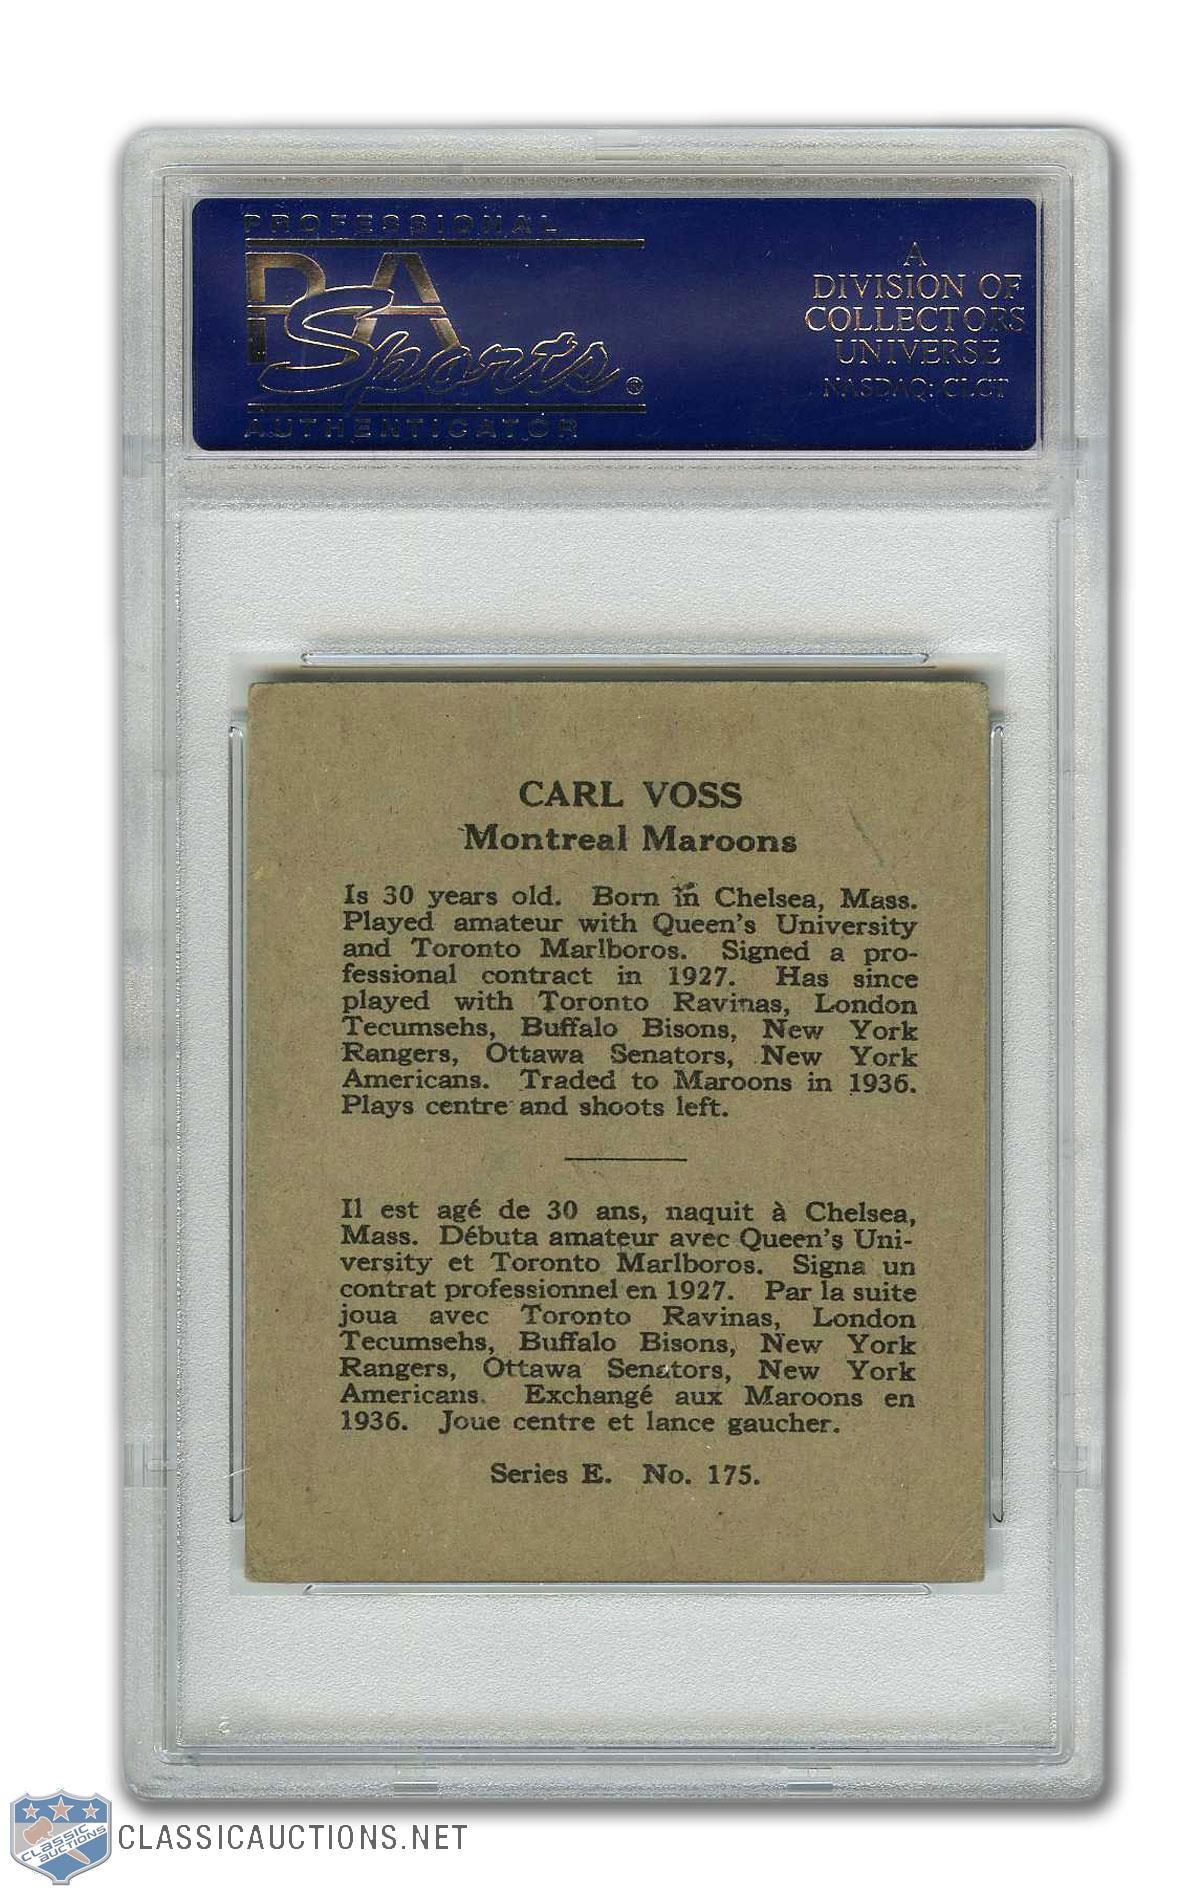 PROFESSIONAL
PSA
Sports®
AUTHENTICATOR
A
DIVISION OF
COLLECTORS
UNIVERSE
NASDAQ: CLCT
CARL VOSS
Montreal Maroons
Is 30 years old. Born in Chelsea, Mass.
Played amateur with Queen's University
and Toronto Marlboros. Signed a pro-
fessional contract in 1927. Has since
played with Toronto Ravinas, London
Tecumsehs, Buffalo Bisons, New York
Rangers, Ottawa Senators, New York
Americans. Traded to Maroons in 1936.
Plays centre and shoots left.
Il est agé de 30 ans, naquit à Chelsea,
Mass. Débuta amateur avec Queen's Uni-
versity et Toronto Marlboros. Signa un
contrat professionnel en 1927. Par la suite
joua avec Toronto Ravinas, London
Tecumsehs, Buffalo Bisons, New York
Rangers, Ottawa Senators, New York
Americans. Exchangé aux Maroons en
1936. Joue centre et lance gaucher.
Series E. No. 175.
CLASSIC
AUCTIONS
CLASSICAUCTIONS.NET